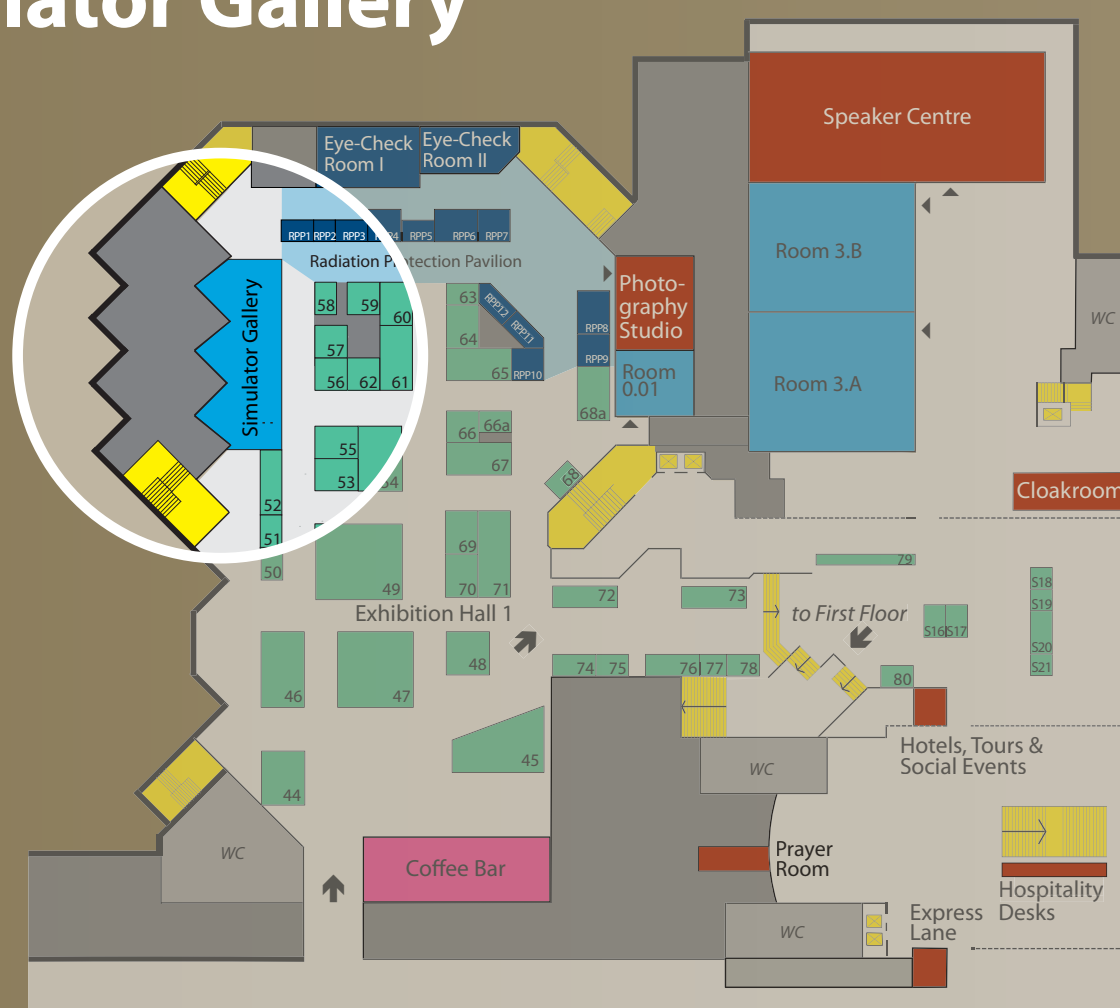 lator Gallery
Speaker Centre
Eye-Check
Room I
Eye-Check
Room II
RPP1
RPP2
RPP3
RPP4
RPP5
RPP6
RPP7
Radiation Protection Pavilion
Room 3.B
Photo-
graphy
Studio
WC
Simulator Gallery
58
59
60
63
RPP12
RPP11
RPP8
57
64
RPP9
56
62
61
65
RPP10
Room
0.01
Room 3.A
68a
66
66a
55
67
53
54
68
Cloakroom
52
51
50
69
79
49
70
71
72
73
S18
S19
Exhibition Hall 1
to First Floor
S16
S17
S20
S21
48
74
75
76
77
78
80
46
47
45
Hotels, Tours &
Social Events
WC
44
WC
Coffee Bar
Prayer
Room
Hospitality
Desks
Express
Lane
WC